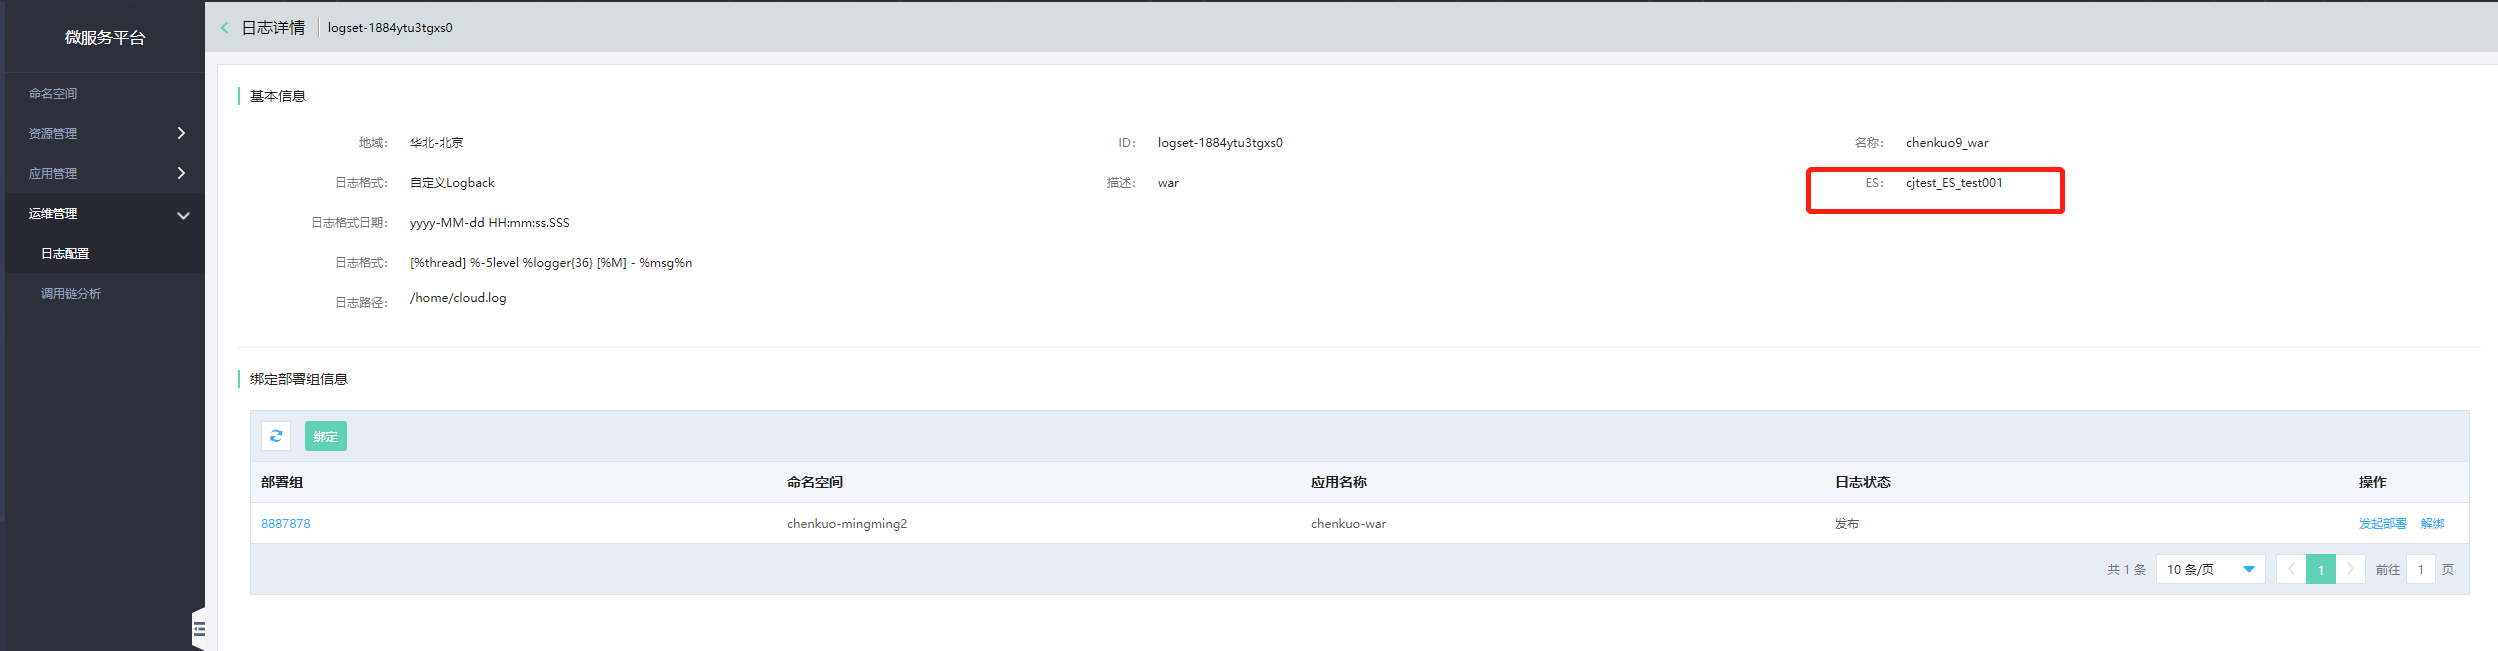 微服务平台
命名空间
资源管理
应用管理
运维管理
日志配置
调用链分析
日志详情 logset-1884ytu3tgxs0
基本信息
地域： 华北-北京 ID： logset-1884ytu3tgxs0 名称： chenkuo9_war
日志格式： 自定义Logback 描述： war ES： cjtest_ES_test001
日志格式日期： yyyy-MM-dd HH:mm:ss.SSS
日志格式： [%thread] %-5level %logger{36} [%M] - %msg%n
日志路径： /home/cloud.log
绑定部署组信息
绑定
部署组 命名空间 应用名称 日志状态 操作
8887878 chenkuo-mingming2 chenkuo-war 发布 发起部署 解绑
共 1 条 10 条/页 1 前往 1 页